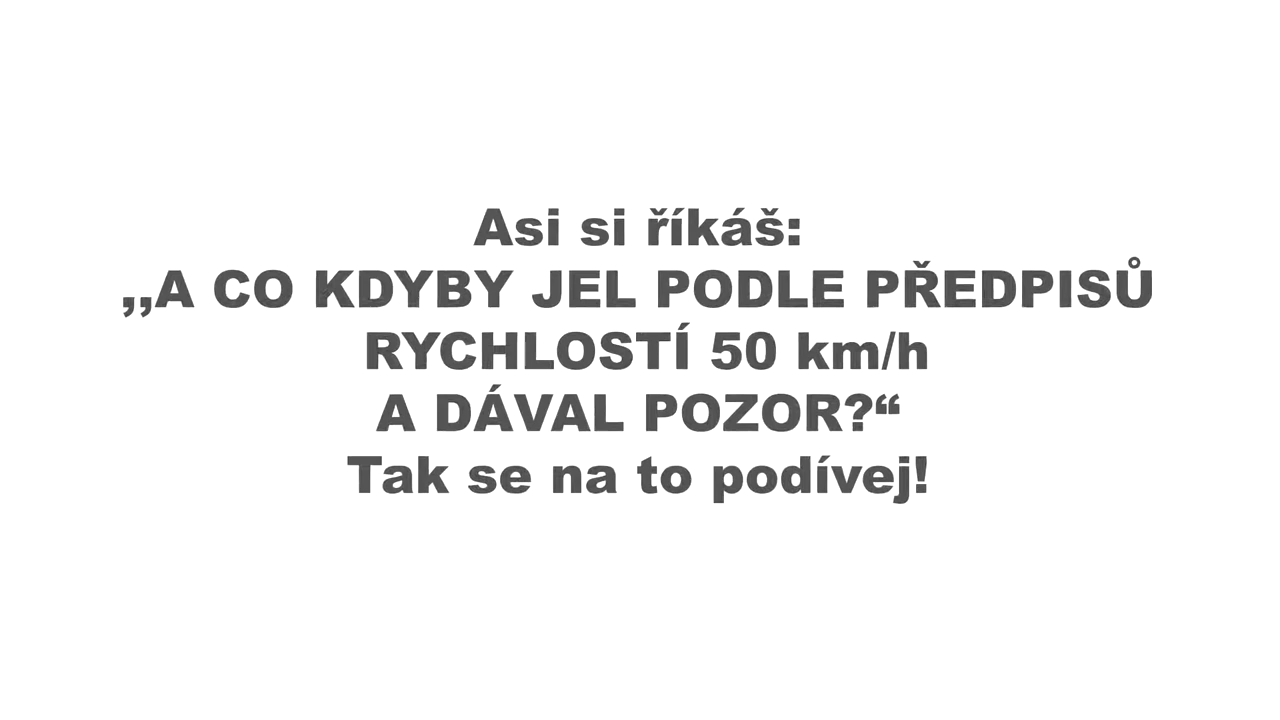 Asi si říkáš:
,,A CO KDYBY JEL PODLE PŘEDPISŮ
RYCHLOSTÍ 50 km/h
A DÁVAL POZOR?“
Tak se na to podívej!